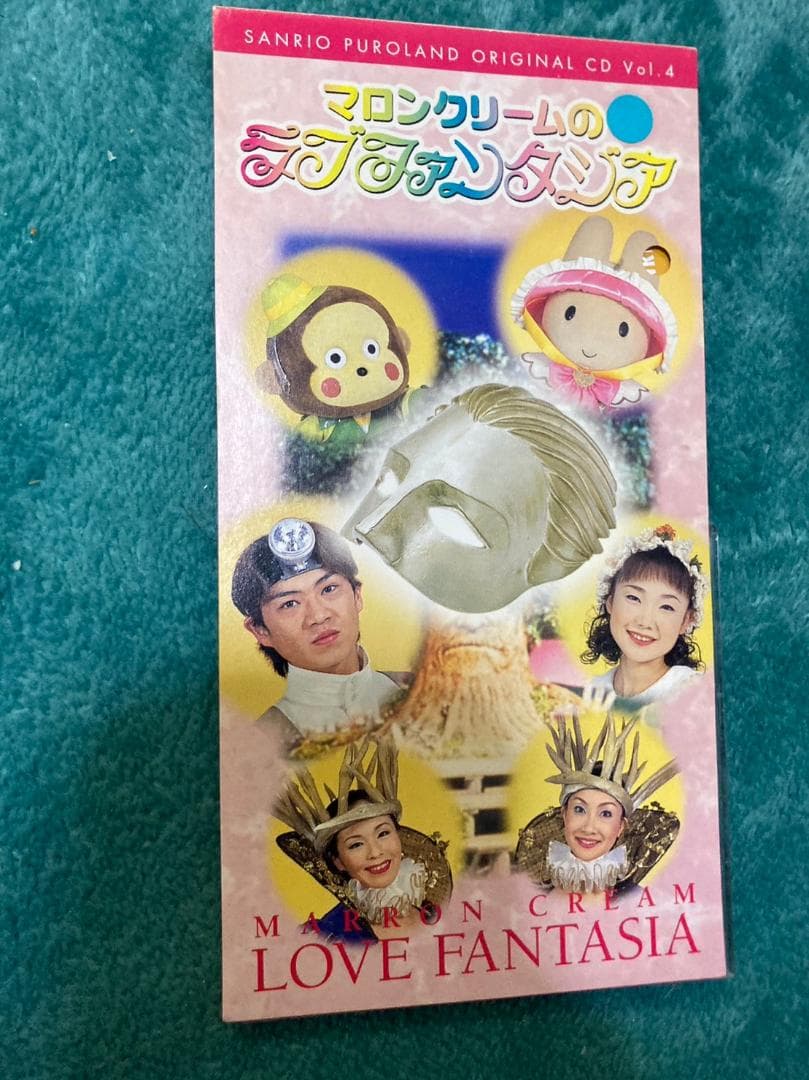 SANRIO PUROLAND ORIGINAL CD Vol.4
マロンクリームの
ラブファンタジア
MARRON CREAM
LOVE FANTASIA